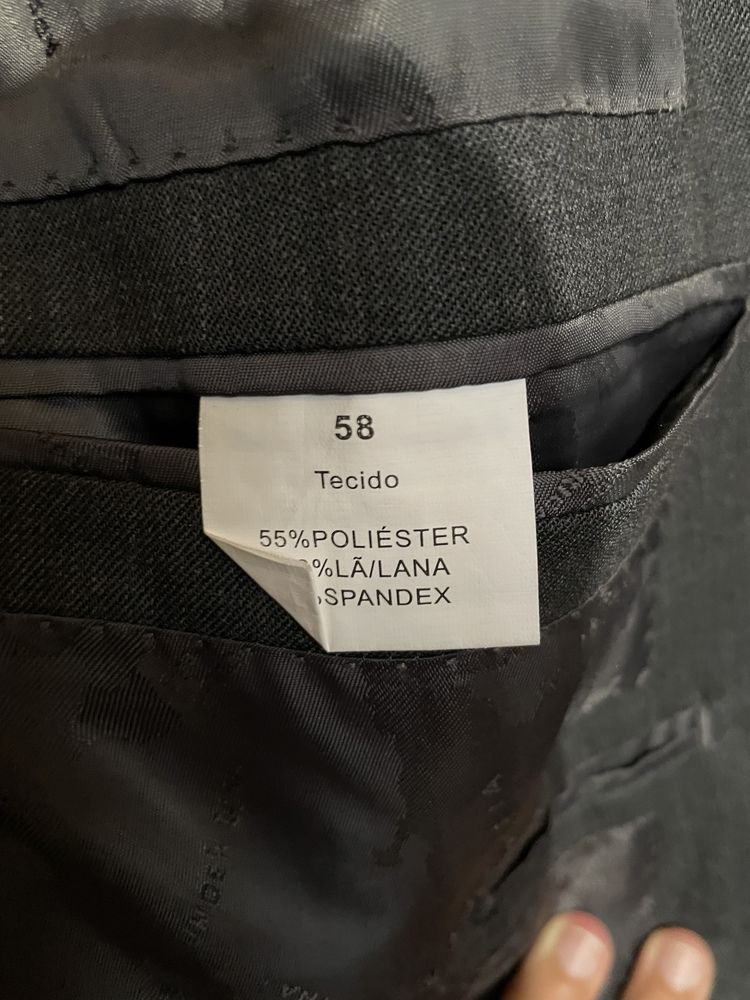 58
Tecido
55%POLIÉSTER
%LÃ/LANA
SPANDEX